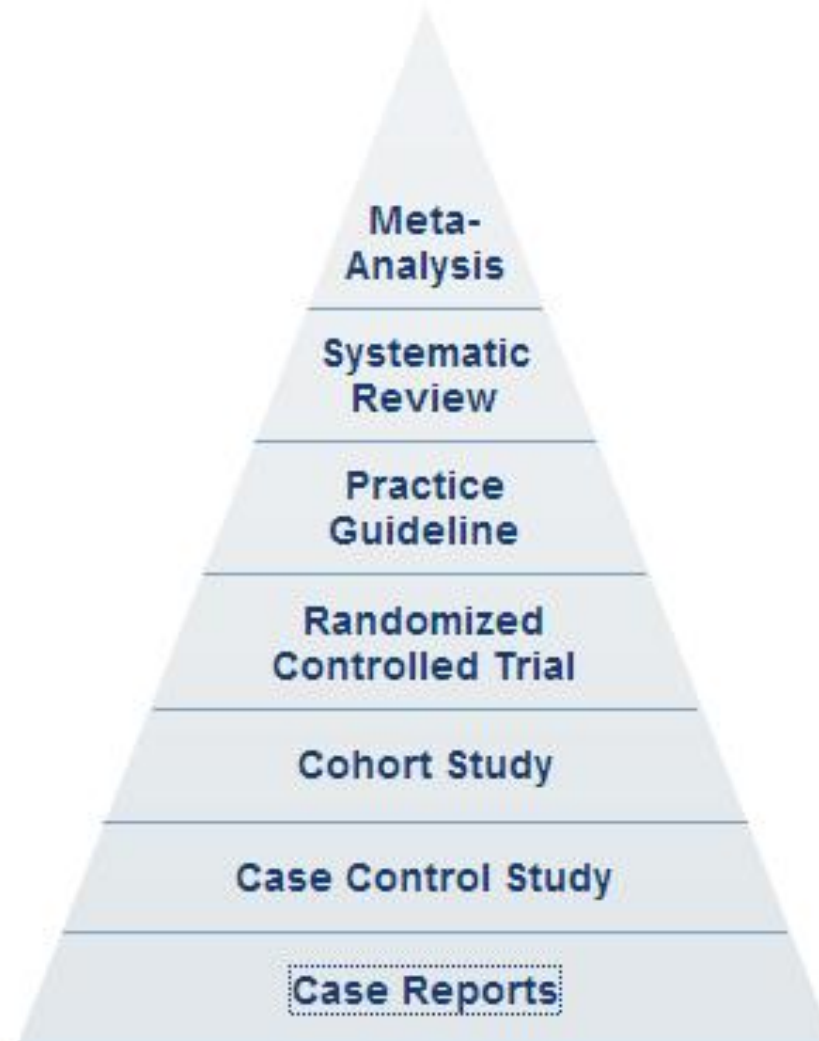 Meta-
Analysis
Systematic
Review
Practice
Guideline
Randomized
Controlled Trial
Cohort Study
Case Control Study
Case Reports